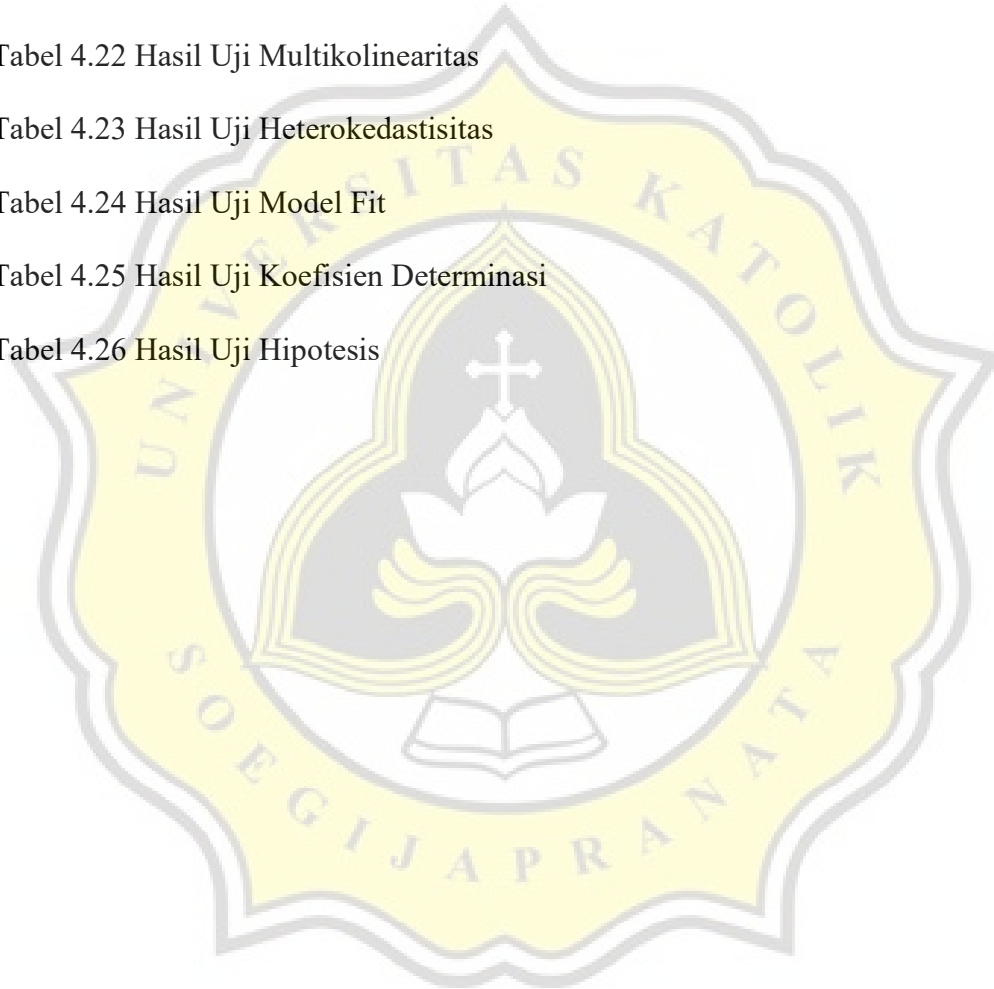 Tabel 4.22 Hasil Uji Multikolinearitas
Tabel 4.23 Hasil Uji Heterokedastisitas
Tabel 4.24 Hasil Uji Model Fit
Tabel 4.25 Hasil Uji Koefisien Determinasi
Tabel 4.26 Hasil Uji Hipotesis
UNIVERSITAS KATOLIK
SOEGIJAPRANATA